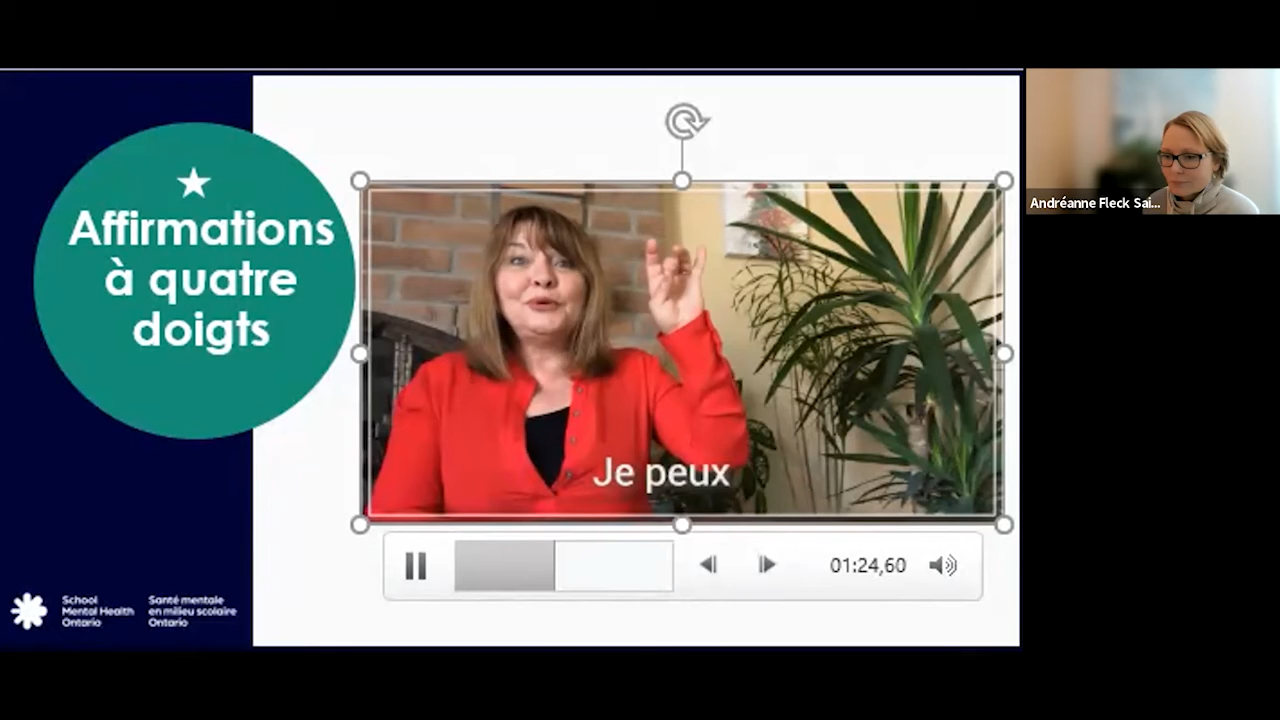 Affirmations
à quatre
doigts
Je peux
01:24,60
Andréanne Fleck Sai...
School
Mental Health
Ontario
Santé mentale
en milieu scolaire
Ontario